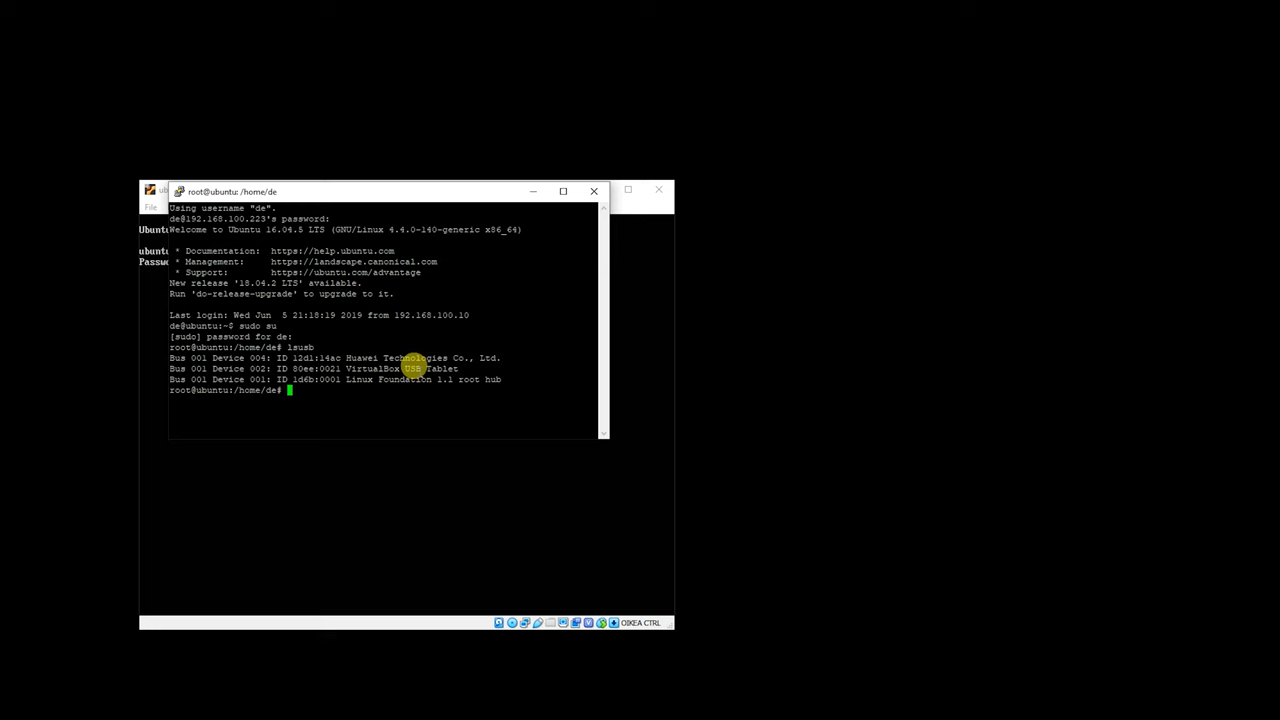 root@ubuntu: /home/de
File
Using username "de".
de@192.168.100.223's password:
Welcome to Ubuntu 16.04.5 LTS (GNU/Linux 4.4.0-140-generic x86_64)
Ubuntu
* Documentation:  https://help.ubuntu.com
ubuntu
* Management:     https://landscape.canonical.com
Passwo
* Support:        https://ubuntu.com/advantage
New release '18.04.2 LTS' available.
Run 'do-release-upgrade' to upgrade to it.
Last login: Wed Jun  5 21:18:19 2019 from 192.168.100.10
de@ubuntu:~$ sudo su
[sudo] password for de:
root@ubuntu:/home/de# lsusb
Bus 001 Device 004: ID 12d1:14ac Huawei Technologies Co., Ltd.
Bus 001 Device 002: ID 80ee:0021 VirtualBox USB Tablet
Bus 001 Device 001: ID 1d6b:0001 Linux Foundation 1.1 root hub
root@ubuntu:/home/de#
ΔΕΞΙΑ CTRL